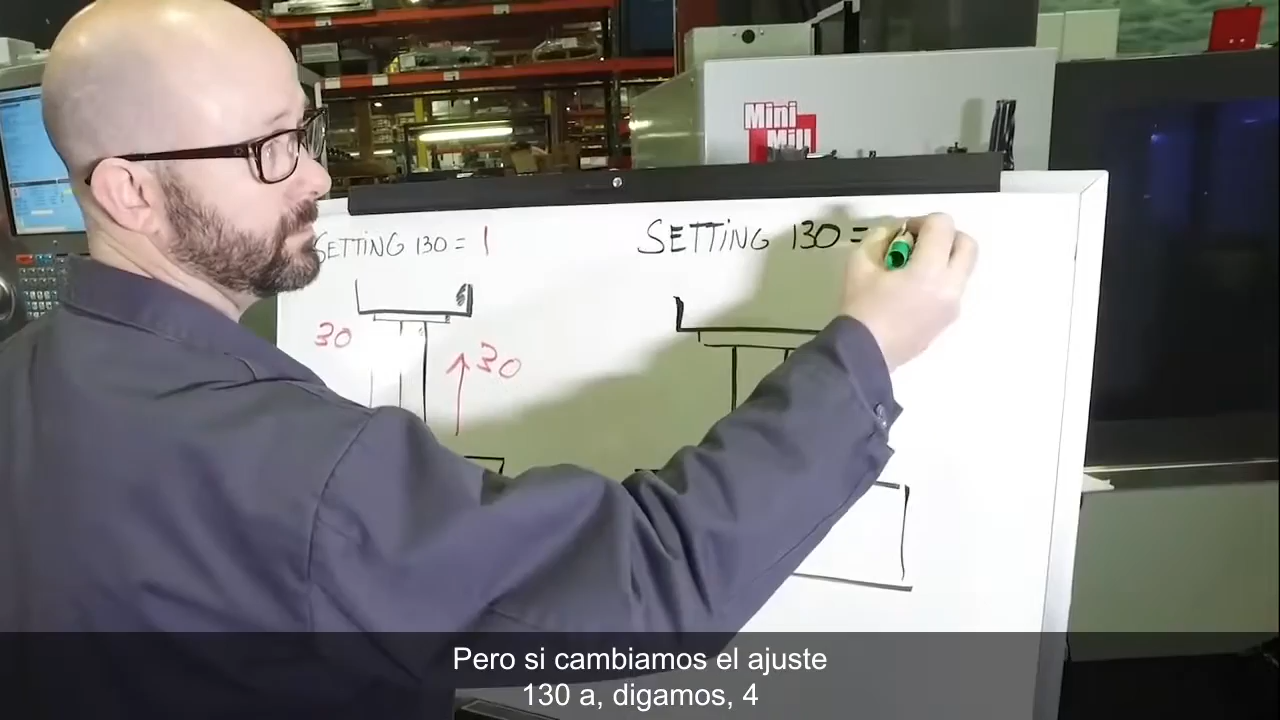 Mini
Mill
SETTING 130 = 1
SETTING 130 =
30
30
Pero si cambiamos el ajuste
130 a, digamos, 4